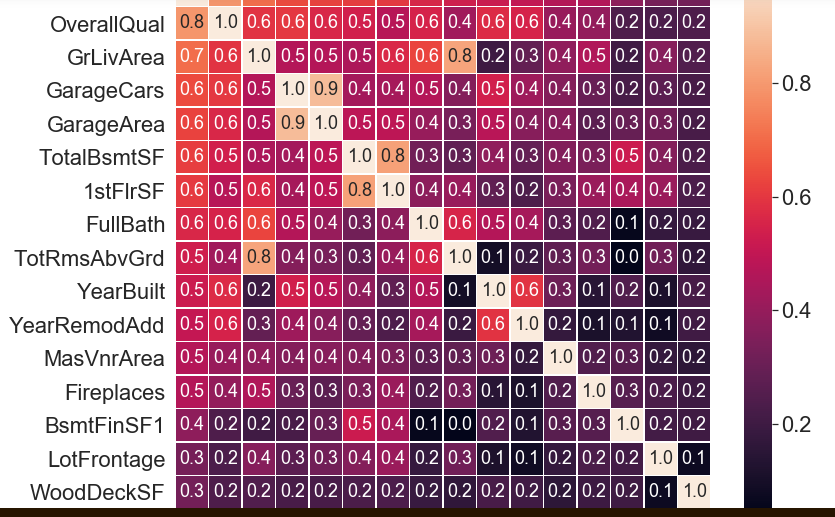 OverallQual 0.8 1.0 0.6 0.6 0.6 0.5 0.5 0.6 0.4 0.6 0.6 0.4 0.4 0.2 0.2 0.2
GrLivArea 0.7 0.6 1.0 0.5 0.5 0.5 0.6 0.6 0.8 0.2 0.3 0.4 0.5 0.2 0.4 0.2
GarageCars 0.6 0.6 0.5 1.0 0.9 0.4 0.4 0.5 0.4 0.5 0.4 0.4 0.3 0.2 0.3 0.2
0.8
GarageArea 0.6 0.6 0.5 0.9 1.0 0.5 0.5 0.4 0.3 0.5 0.4 0.4 0.3 0.3 0.3 0.2
TotalBsmtSF 0.6 0.5 0.5 0.4 0.5 1.0 0.8 0.3 0.3 0.4 0.3 0.4 0.3 0.5 0.4 0.2
1stFlrSF 0.6 0.5 0.6 0.4 0.5 0.8 1.0 0.4 0.4 0.3 0.2 0.3 0.4 0.4 0.4 0.2
0.6
FullBath 0.6 0.6 0.6 0.5 0.4 0.3 0.4 1.0 0.6 0.5 0.4 0.3 0.2 0.1 0.2 0.2
TotRmsAbvGrd 0.5 0.4 0.8 0.4 0.3 0.3 0.4 0.6 1.0 0.1 0.2 0.3 0.3 0.0 0.3 0.2
YearBuilt 0.5 0.6 0.2 0.5 0.5 0.4 0.3 0.5 0.1 1.0 0.6 0.3 0.1 0.2 0.1 0.2
0.4
YearRemodAdd 0.5 0.6 0.3 0.4 0.4 0.3 0.2 0.4 0.2 0.6 1.0 0.2 0.1 0.1 0.1 0.2
MasVnrArea 0.5 0.4 0.4 0.4 0.4 0.4 0.3 0.3 0.3 0.3 0.2 1.0 0.2 0.3 0.2 0.2
Fireplaces 0.5 0.4 0.5 0.3 0.3 0.3 0.4 0.2 0.3 0.1 0.1 0.2 1.0 0.3 0.2 0.2
BsmtFinSF1 0.4 0.2 0.2 0.2 0.3 0.5 0.4 0.1 0.0 0.2 0.1 0.3 0.3 1.0 0.2 0.2
0.2
LotFrontage 0.3 0.2 0.4 0.3 0.3 0.4 0.4 0.2 0.3 0.1 0.1 0.2 0.2 0.2 1.0 0.1
WoodDeckSF 0.3 0.2 0.2 0.2 0.2 0.2 0.2 0.2 0.2 0.2 0.2 0.2 0.2 0.2 0.1 1.0